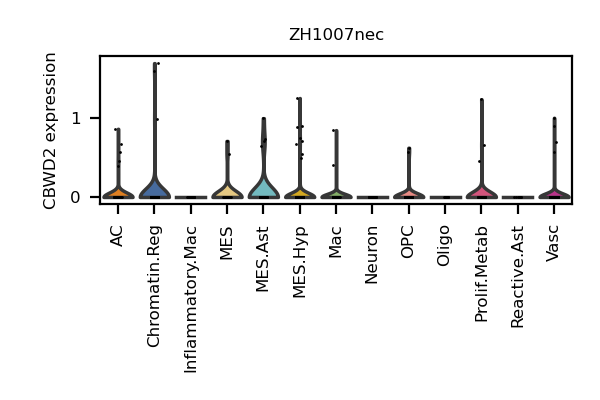 ZH1007nec
CBWD2 expression
1
0
AC
Chromatin.Reg
Inflammatory.Mac
MES
MES.Ast
MES.Hyp
Mac
Neuron
OPC
Oligo
Prolif.Metab
Reactive.Ast
Vasc